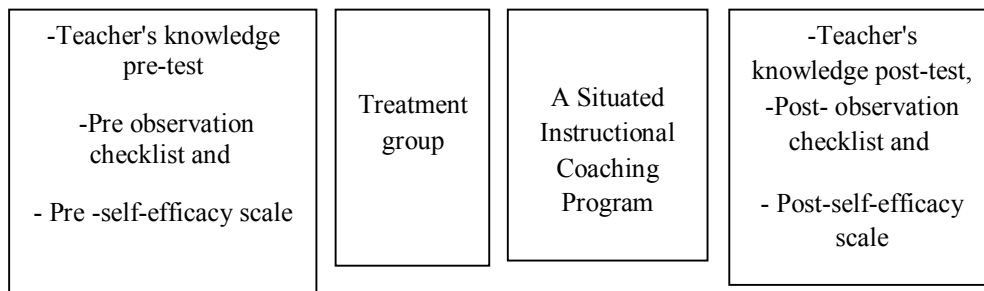 -Teacher's knowledge
pre-test
-Pre observation
checklist and
- Pre -self-efficacy scale
Treatment
group
A Situated
Instructional
Coaching
Program
-Teacher's
knowledge post-test,
-Post- observation
checklist and
- Post-self-efficacy
scale